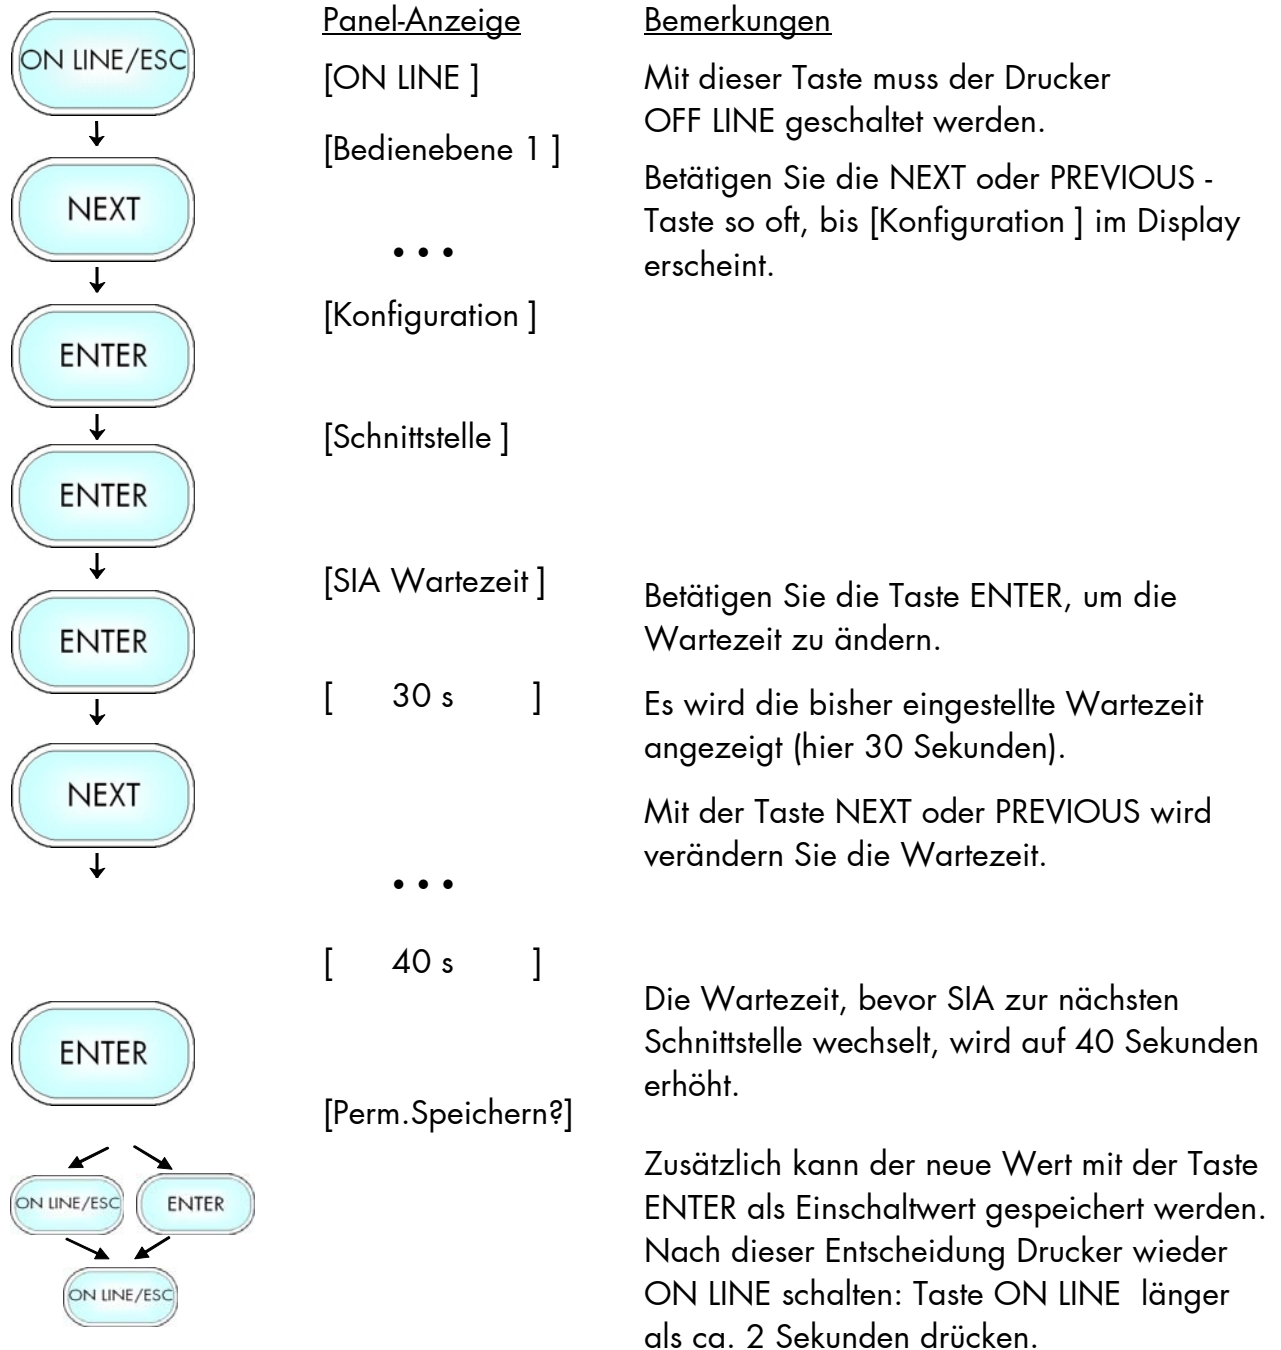 Panel-Anzeige
Bemerkungen
ON LINE/ESC
[ON LINE ]
Mit dieser Taste muss der Drucker
OFF LINE geschaltet werden.
[Bedienebene 1 ]
NEXT
Betätigen Sie die NEXT oder PREVIOUS -
Taste so oft, bis [Konfiguration ] im Display
erscheint.
• • •
[Konfiguration ]
ENTER
[Schnittstelle ]
ENTER
[SIA Wartezeit ]
Betätigen Sie die Taste ENTER, um die
Wartezeit zu ändern.
ENTER
[ 30 s ]
Es wird die bisher eingestellte Wartezeit
angezeigt (hier 30 Sekunden).
NEXT
Mit der Taste NEXT oder PREVIOUS wird
verändern Sie die Wartezeit.
• • •
[ 40 s ]
Die Wartezeit, bevor SIA zur nächsten
Schnittstelle wechselt, wird auf 40 Sekunden
erhöht.
ENTER
[Perm.Speichern?]
Zusätzlich kann der neue Wert mit der Taste
ENTER als Einschaltwert gespeichert werden.
Nach dieser Entscheidung Drucker wieder
ON LINE schalten: Taste ON LINE länger
als ca. 2 Sekunden drücken.
ON LINE/ESC
ENTER
ON LINE/ESC